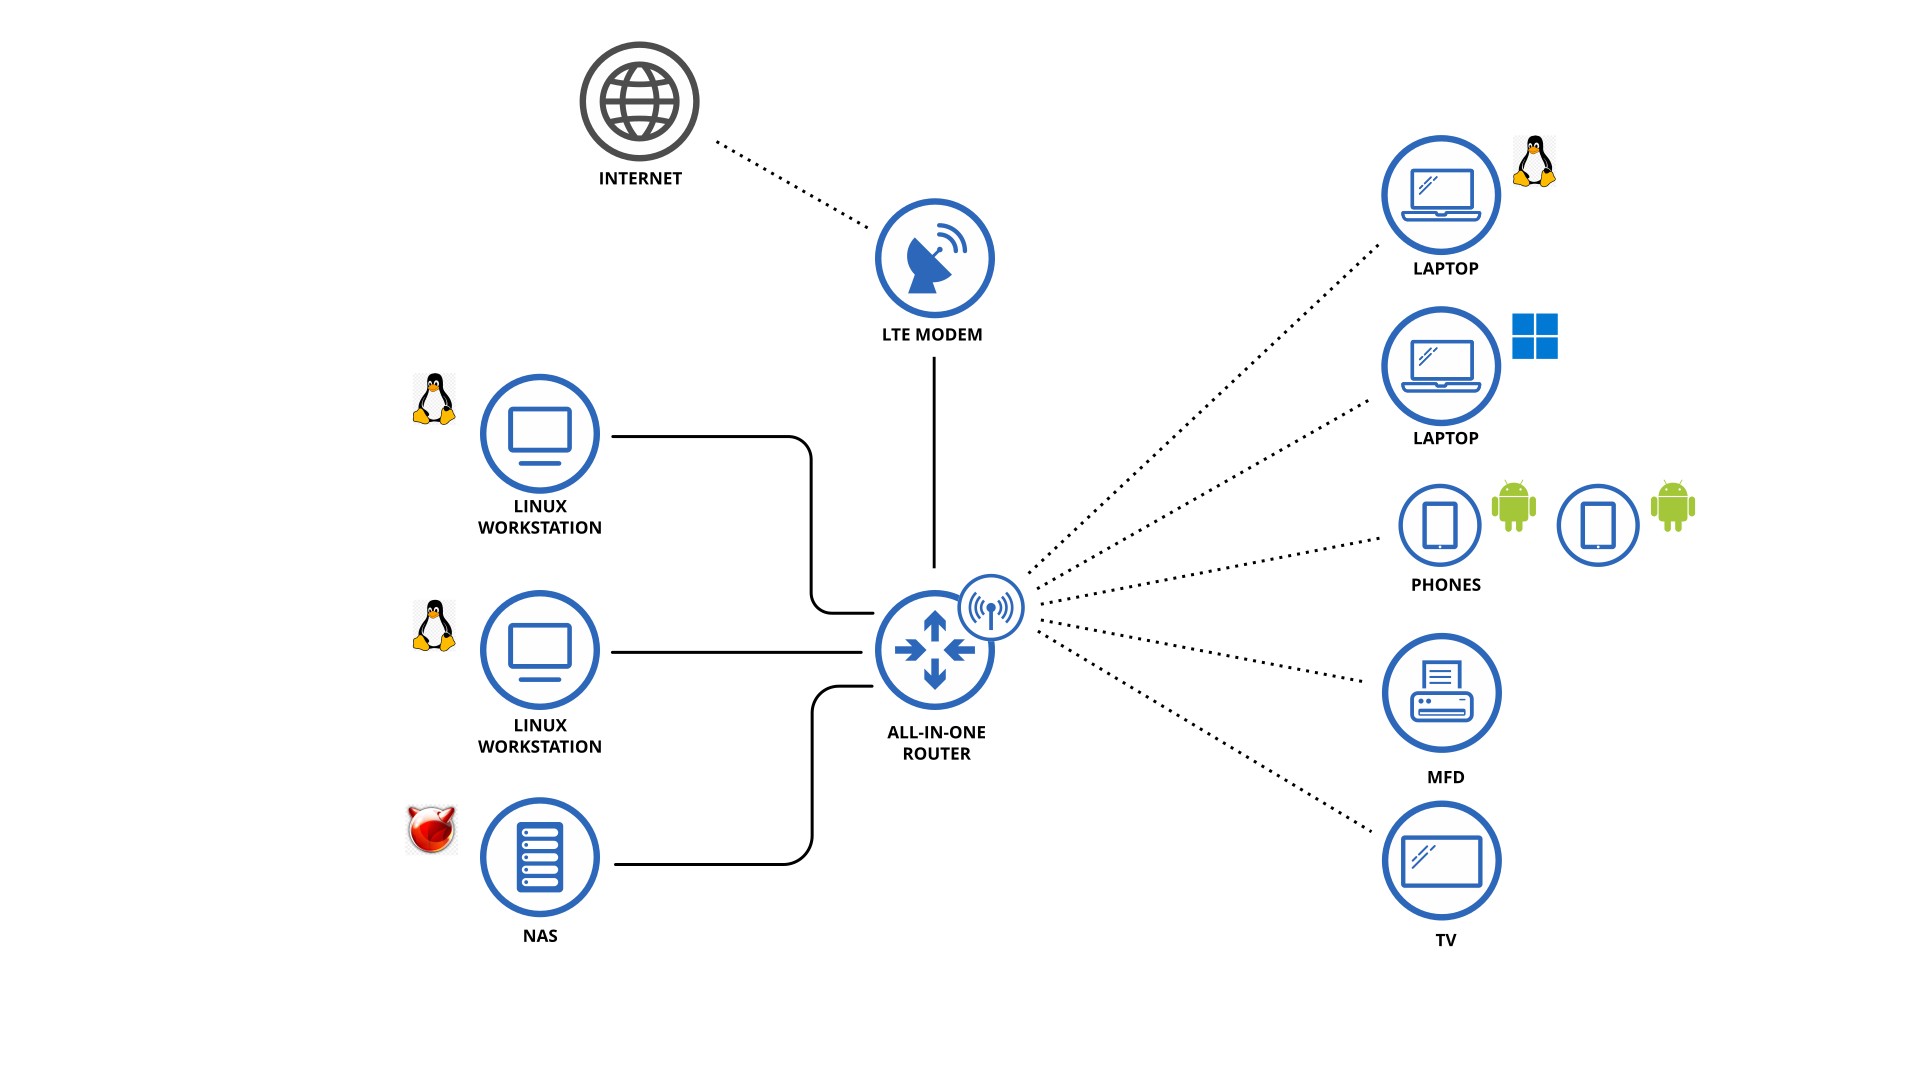 INTERNET
LTE MODEM
LINUX
WORKSTATION
LINUX
WORKSTATION
NAS
ALL-IN-ONE
ROUTER
LAPTOP
LAPTOP
PHONES
MFD
TV